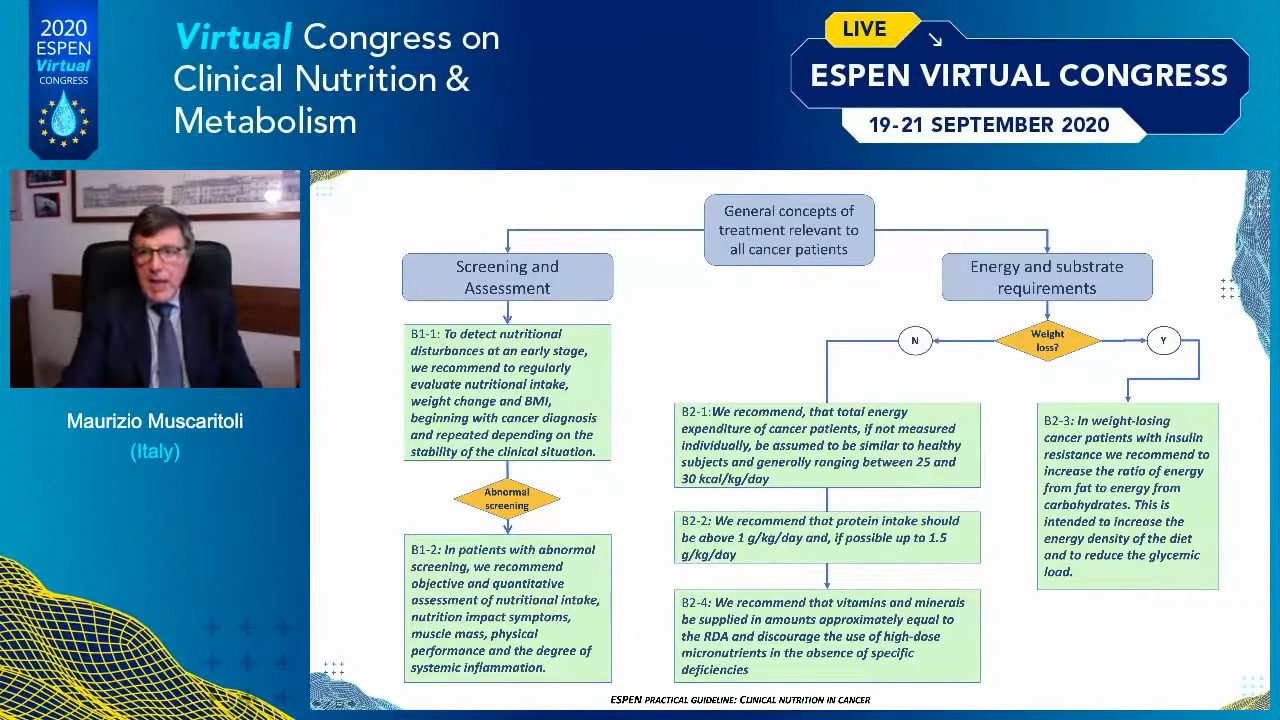 2020
ESPEN
Virtual
CONGRESS
Virtual Congress on
Clinical Nutrition &
Metabolism
LIVE
ESPEN VIRTUAL CONGRESS
19-21 SEPTEMBER 2020
Maurizio Muscaritoli
(Italy)
General concepts of
treatment relevant to
all cancer patients
Screening and
Assessment
B1-1: To detect nutritional
disturbances at an early stage,
we recommend to regularly
evaluate nutritional intake,
weight change and BMI,
beginning with cancer diagnosis
and repeated depending on the
stability of the clinical situation.
Abnormal
screening
B1-2: In patients with abnormal
screening, we recommend
objective and quantitative
assessment of nutritional intake,
nutrition impact symptoms,
muscle mass, physical
performance and the degree of
systemic inflammation.
Energy and substrate
requirements
Weight
loss?
N
Y
B2-1:We recommend, that total energy
expenditure of cancer patients, if not measured
individually, be assumed to be similar to healthy
subjects and generally ranging between 25 and
30 kcal/kg/day
B2-2: We recommend that protein intake should
be above 1 g/kg/day and, if possible up to 1.5
g/kg/day
B2-4: We recommend that vitamins and minerals
be supplied in amounts approximately equal to
the RDA and discourage the use of high-dose
micronutrients in the absence of specific
deficiencies
B2-3: In weight-losing
cancer patients with insulin
resistance we recommend to
increase the ratio of energy
from fat to energy from
carbohydrates. This is
intended to increase the
energy density of the diet
and to reduce the glycemic
load.
ESPEN PRACTICAL GUIDELINE: CLINICAL NUTRITION IN CANCER